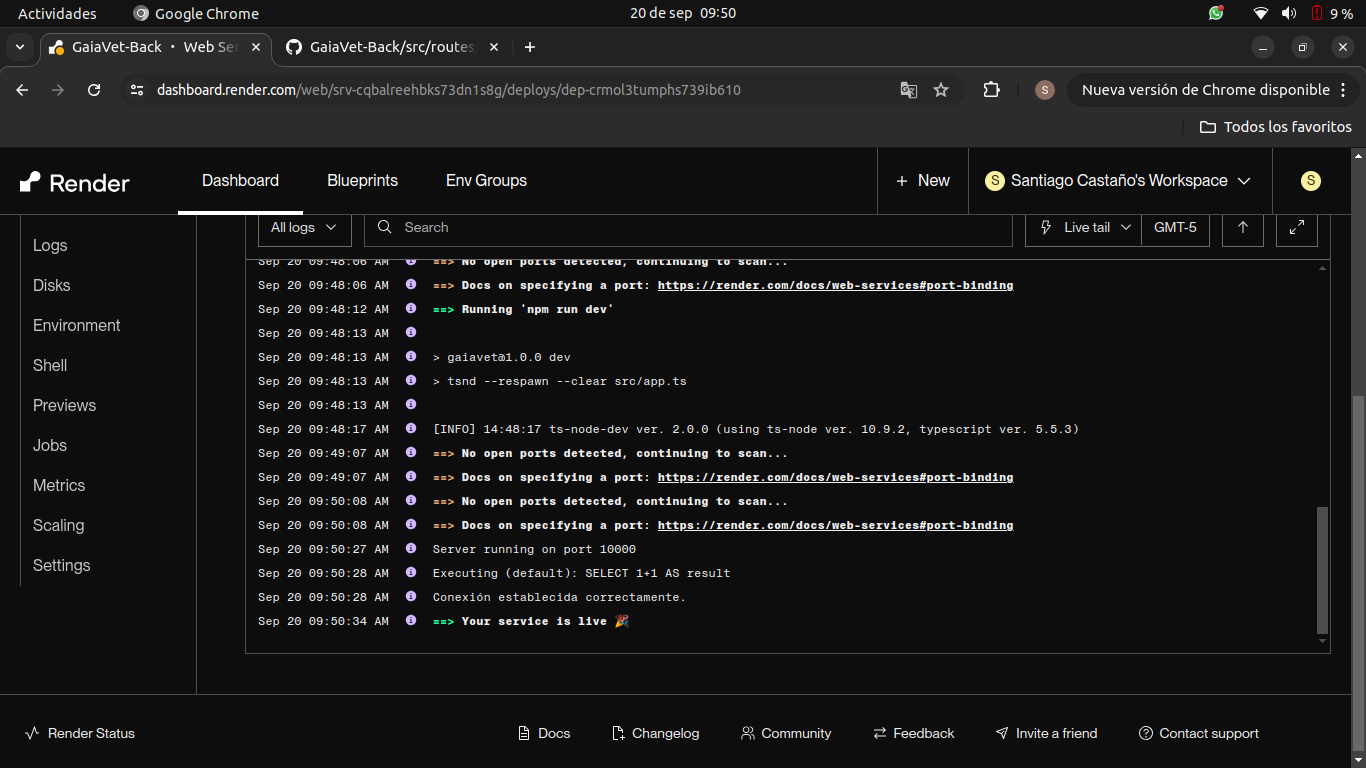 Actividades Google Chrome 20 de sep 09:50 9 %
GaiaVet-Back • Web Ser GaiaVet-Back/src/routes
dashboard.render.com/web/srv-cqbalreehbks73dn1s8g/deploys/dep-crmol3tumphs739ib610 S Nueva versión de Chrome disponible
Todos los favoritos
Render Dashboard Blueprints Env Groups + New S Santiago Castaño's Workspace S
All logs Search Live tail GMT-5
Logs
Disks
Environment
Shell
Previews
Jobs
Metrics
Scaling
Settings
Sep 20 09:48:06 AM ==> No open ports detected, continuing to scan...
Sep 20 09:48:06 AM ==> Docs on specifying a port: https://render.com/docs/web-services#port-binding
Sep 20 09:48:12 AM ==> Running 'npm run dev'
Sep 20 09:48:13 AM
Sep 20 09:48:13 AM > gaiavet@1.0.0 dev
Sep 20 09:48:13 AM > tsnd --respawn --clear src/app.ts
Sep 20 09:48:13 AM
Sep 20 09:48:17 AM [INFO] 14:48:17 ts-node-dev ver. 2.0.0 (using ts-node ver. 10.9.2, typescript ver. 5.5.3)
Sep 20 09:49:07 AM ==> No open ports detected, continuing to scan...
Sep 20 09:49:07 AM ==> Docs on specifying a port: https://render.com/docs/web-services#port-binding
Sep 20 09:50:08 AM ==> No open ports detected, continuing to scan...
Sep 20 09:50:08 AM ==> Docs on specifying a port: https://render.com/docs/web-services#port-binding
Sep 20 09:50:27 AM Server running on port 10000
Sep 20 09:50:28 AM Executing (default): SELECT 1+1 AS result
Sep 20 09:50:28 AM Conexión establecida correctamente.
Sep 20 09:50:34 AM ==> Your service is live 🎉
Render Status Docs Changelog Community Feedback Invite a friend Contact support